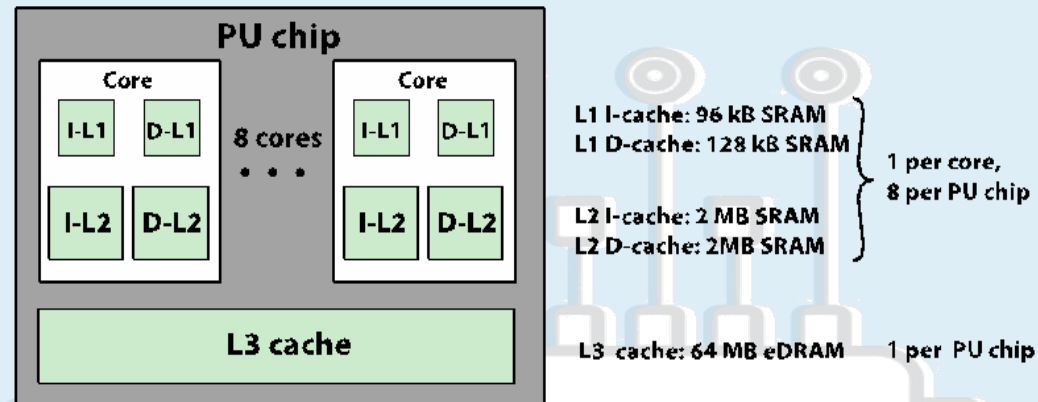 PU chip
Core
Core
I-L1
D-L1
8 cores
• • •
I-L1
D-L1
I-L2
D-L2
I-L2
D-L2
L3 cache
L1 I-cache: 96 kB SRAM
L1 D-cache: 128 kB SRAM
L2 I-cache: 2 MB SRAM
L2 D-cache: 2MB SRAM
1 per core,
8 per PU chip
L3 cache: 64 MB eDRAM
1 per PU chip